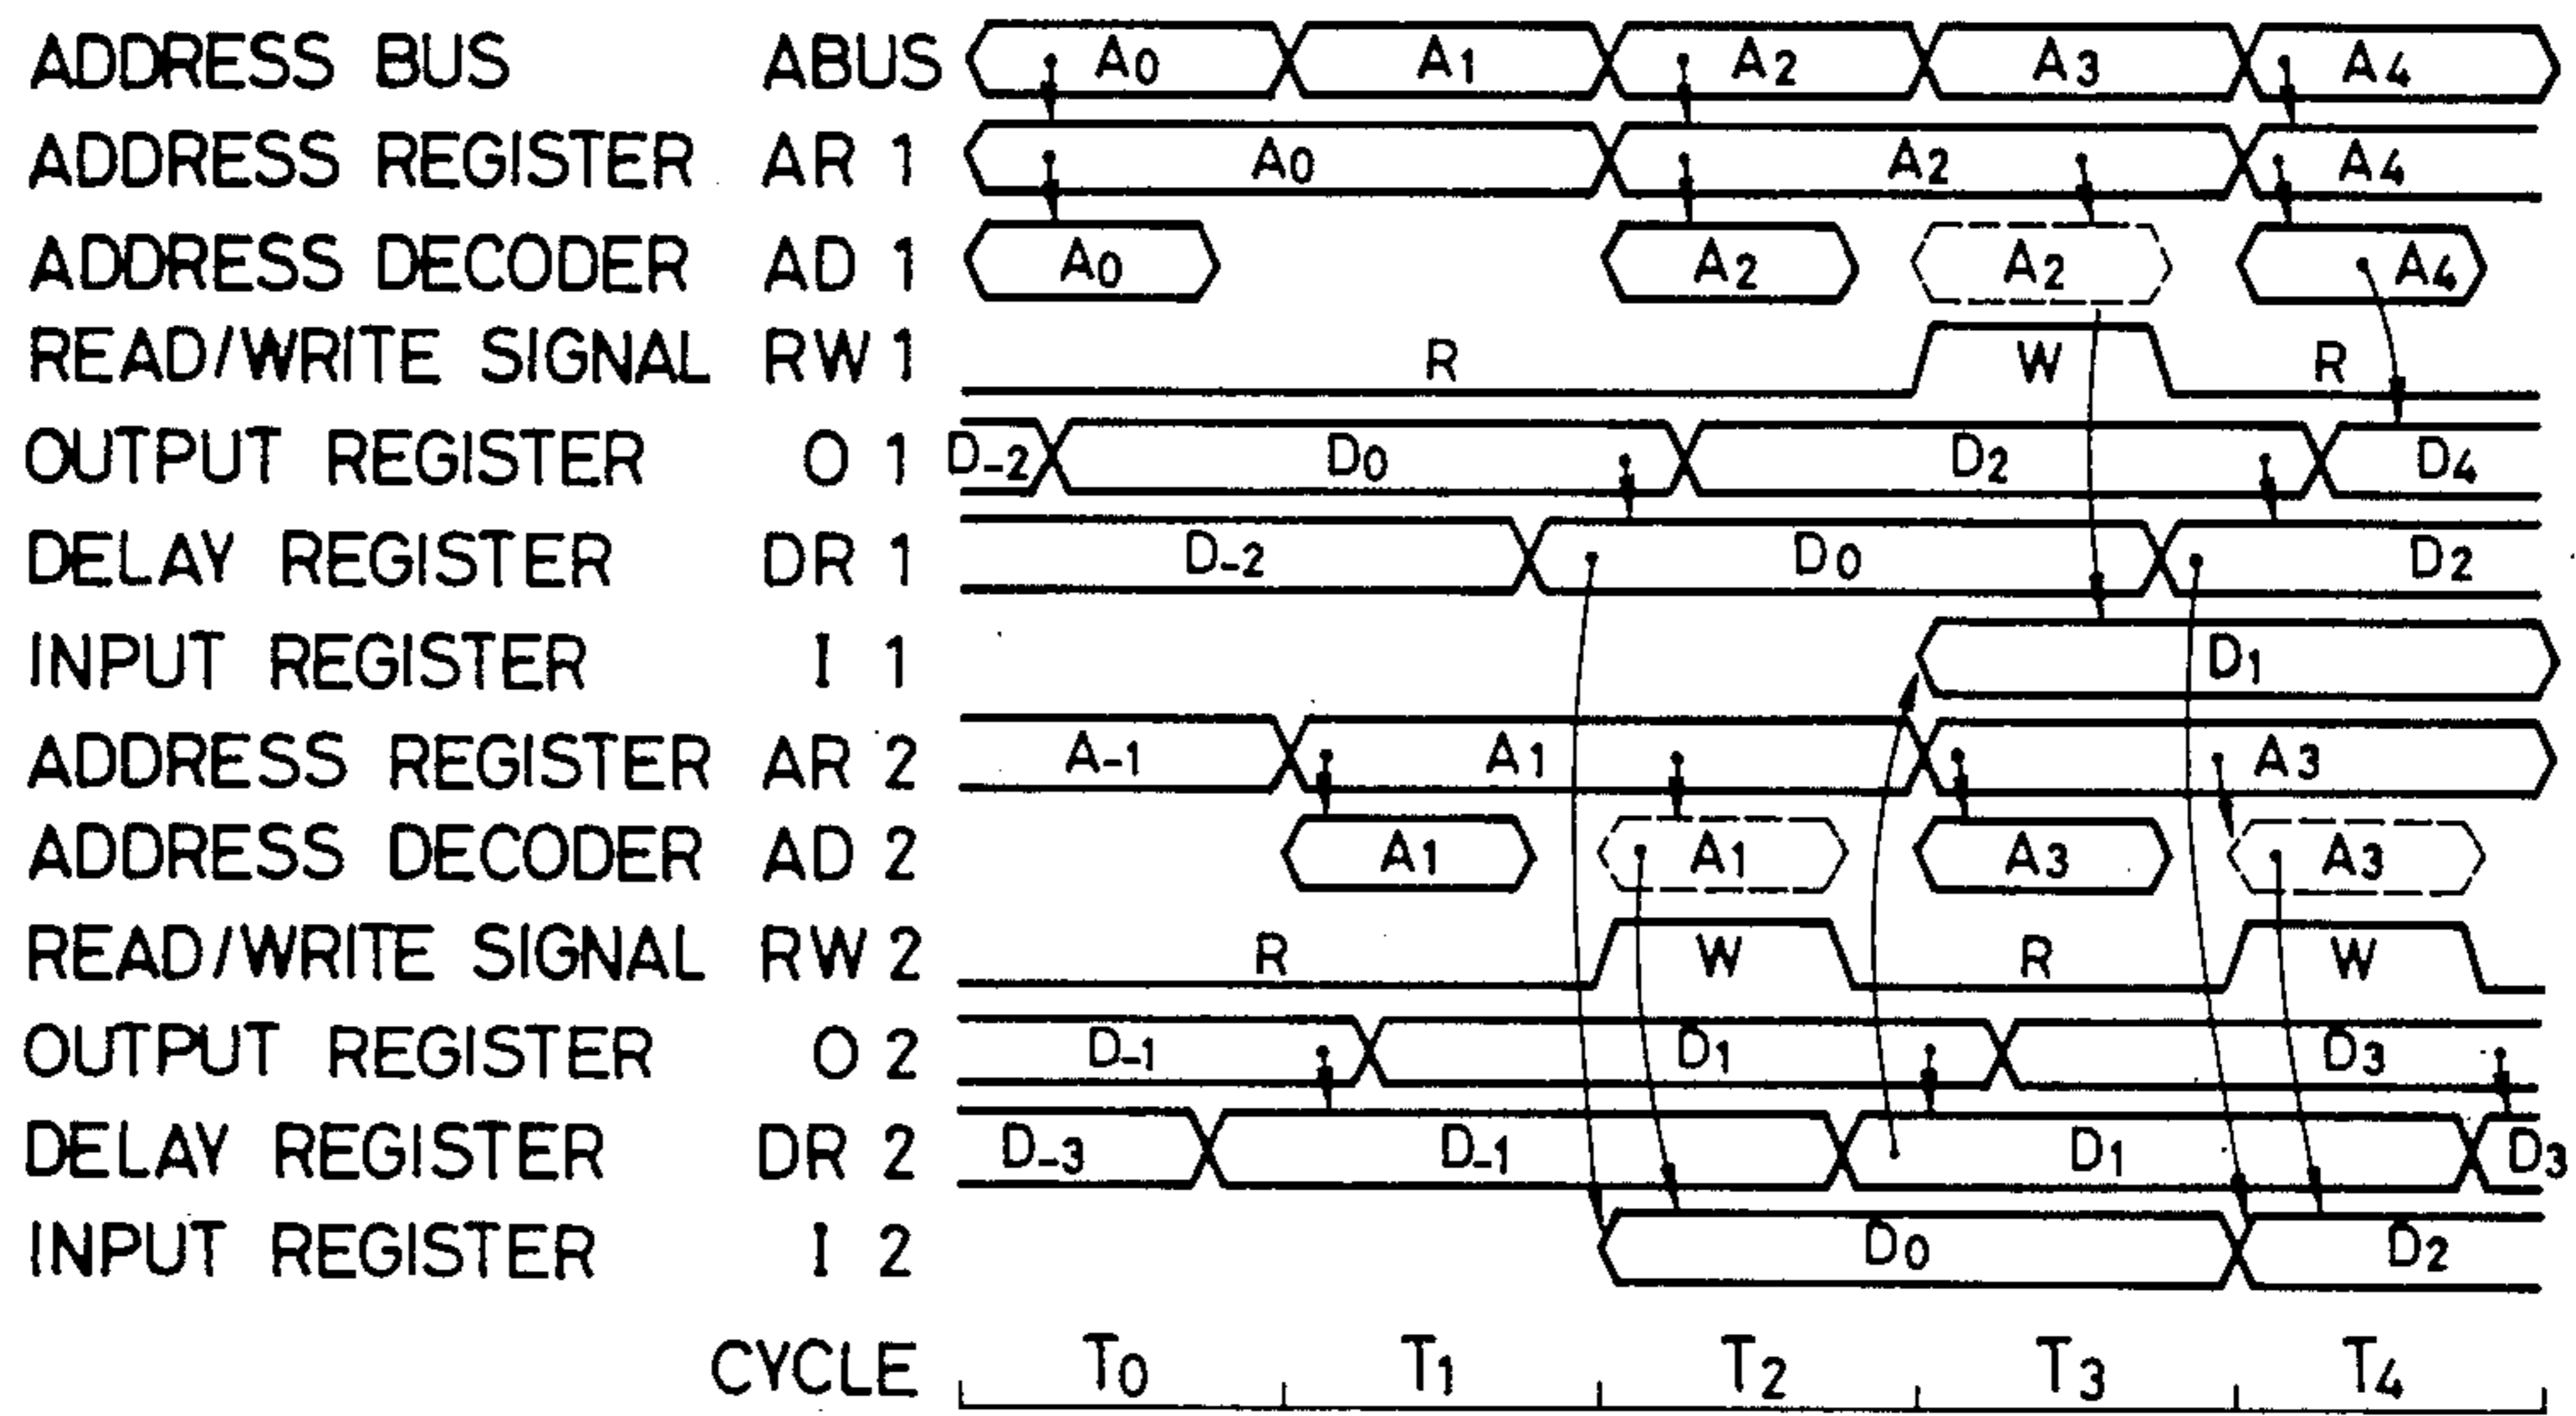 ADDRESS BUS ABUS A0 A1 A2 A3 A4
ADDRESS REGISTER AR 1 A0 A2 A4
ADDRESS DECODER AD 1 A0 A2 A2 A4
READ/WRITE SIGNAL RW 1 R W R
OUTPUT REGISTER O 1 D-2 D0 D2 D4
DELAY REGISTER DR 1 D-2 D0 D2
INPUT REGISTER I 1 D1
ADDRESS REGISTER AR 2 A-1 A1 A3
ADDRESS DECODER AD 2 A1 A1 A3 A3
READ/WRITE SIGNAL RW 2 R W R W
OUTPUT REGISTER O 2 D-1 D1 D3
DELAY REGISTER DR 2 D-3 D-1 D1 D3
INPUT REGISTER I 2 D0 D2
CYCLE T0 T1 T2 T3 T4